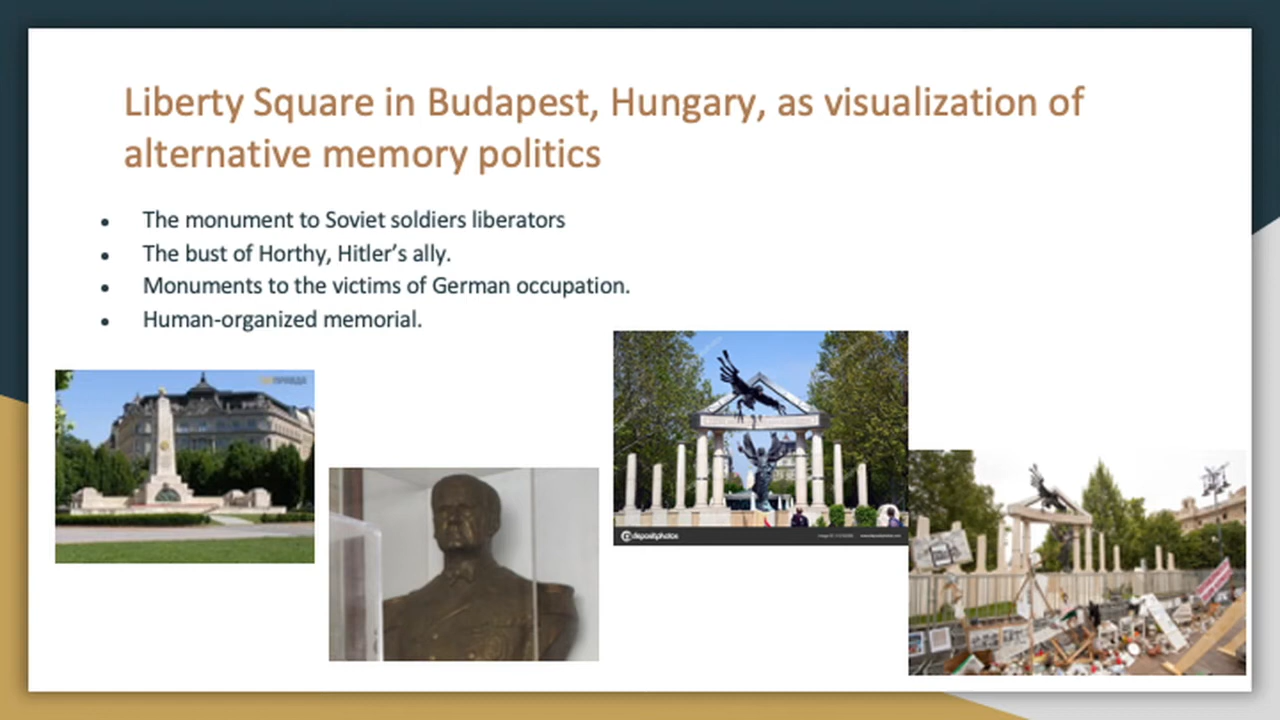 Liberty Square in Budapest, Hungary, as visualization of
alternative memory politics
The monument to Soviet soldiers liberators
The bust of Horthy, Hitler’s ally.
Monuments to the victims of German occupation.
Human-organized memorial.
depositphotos